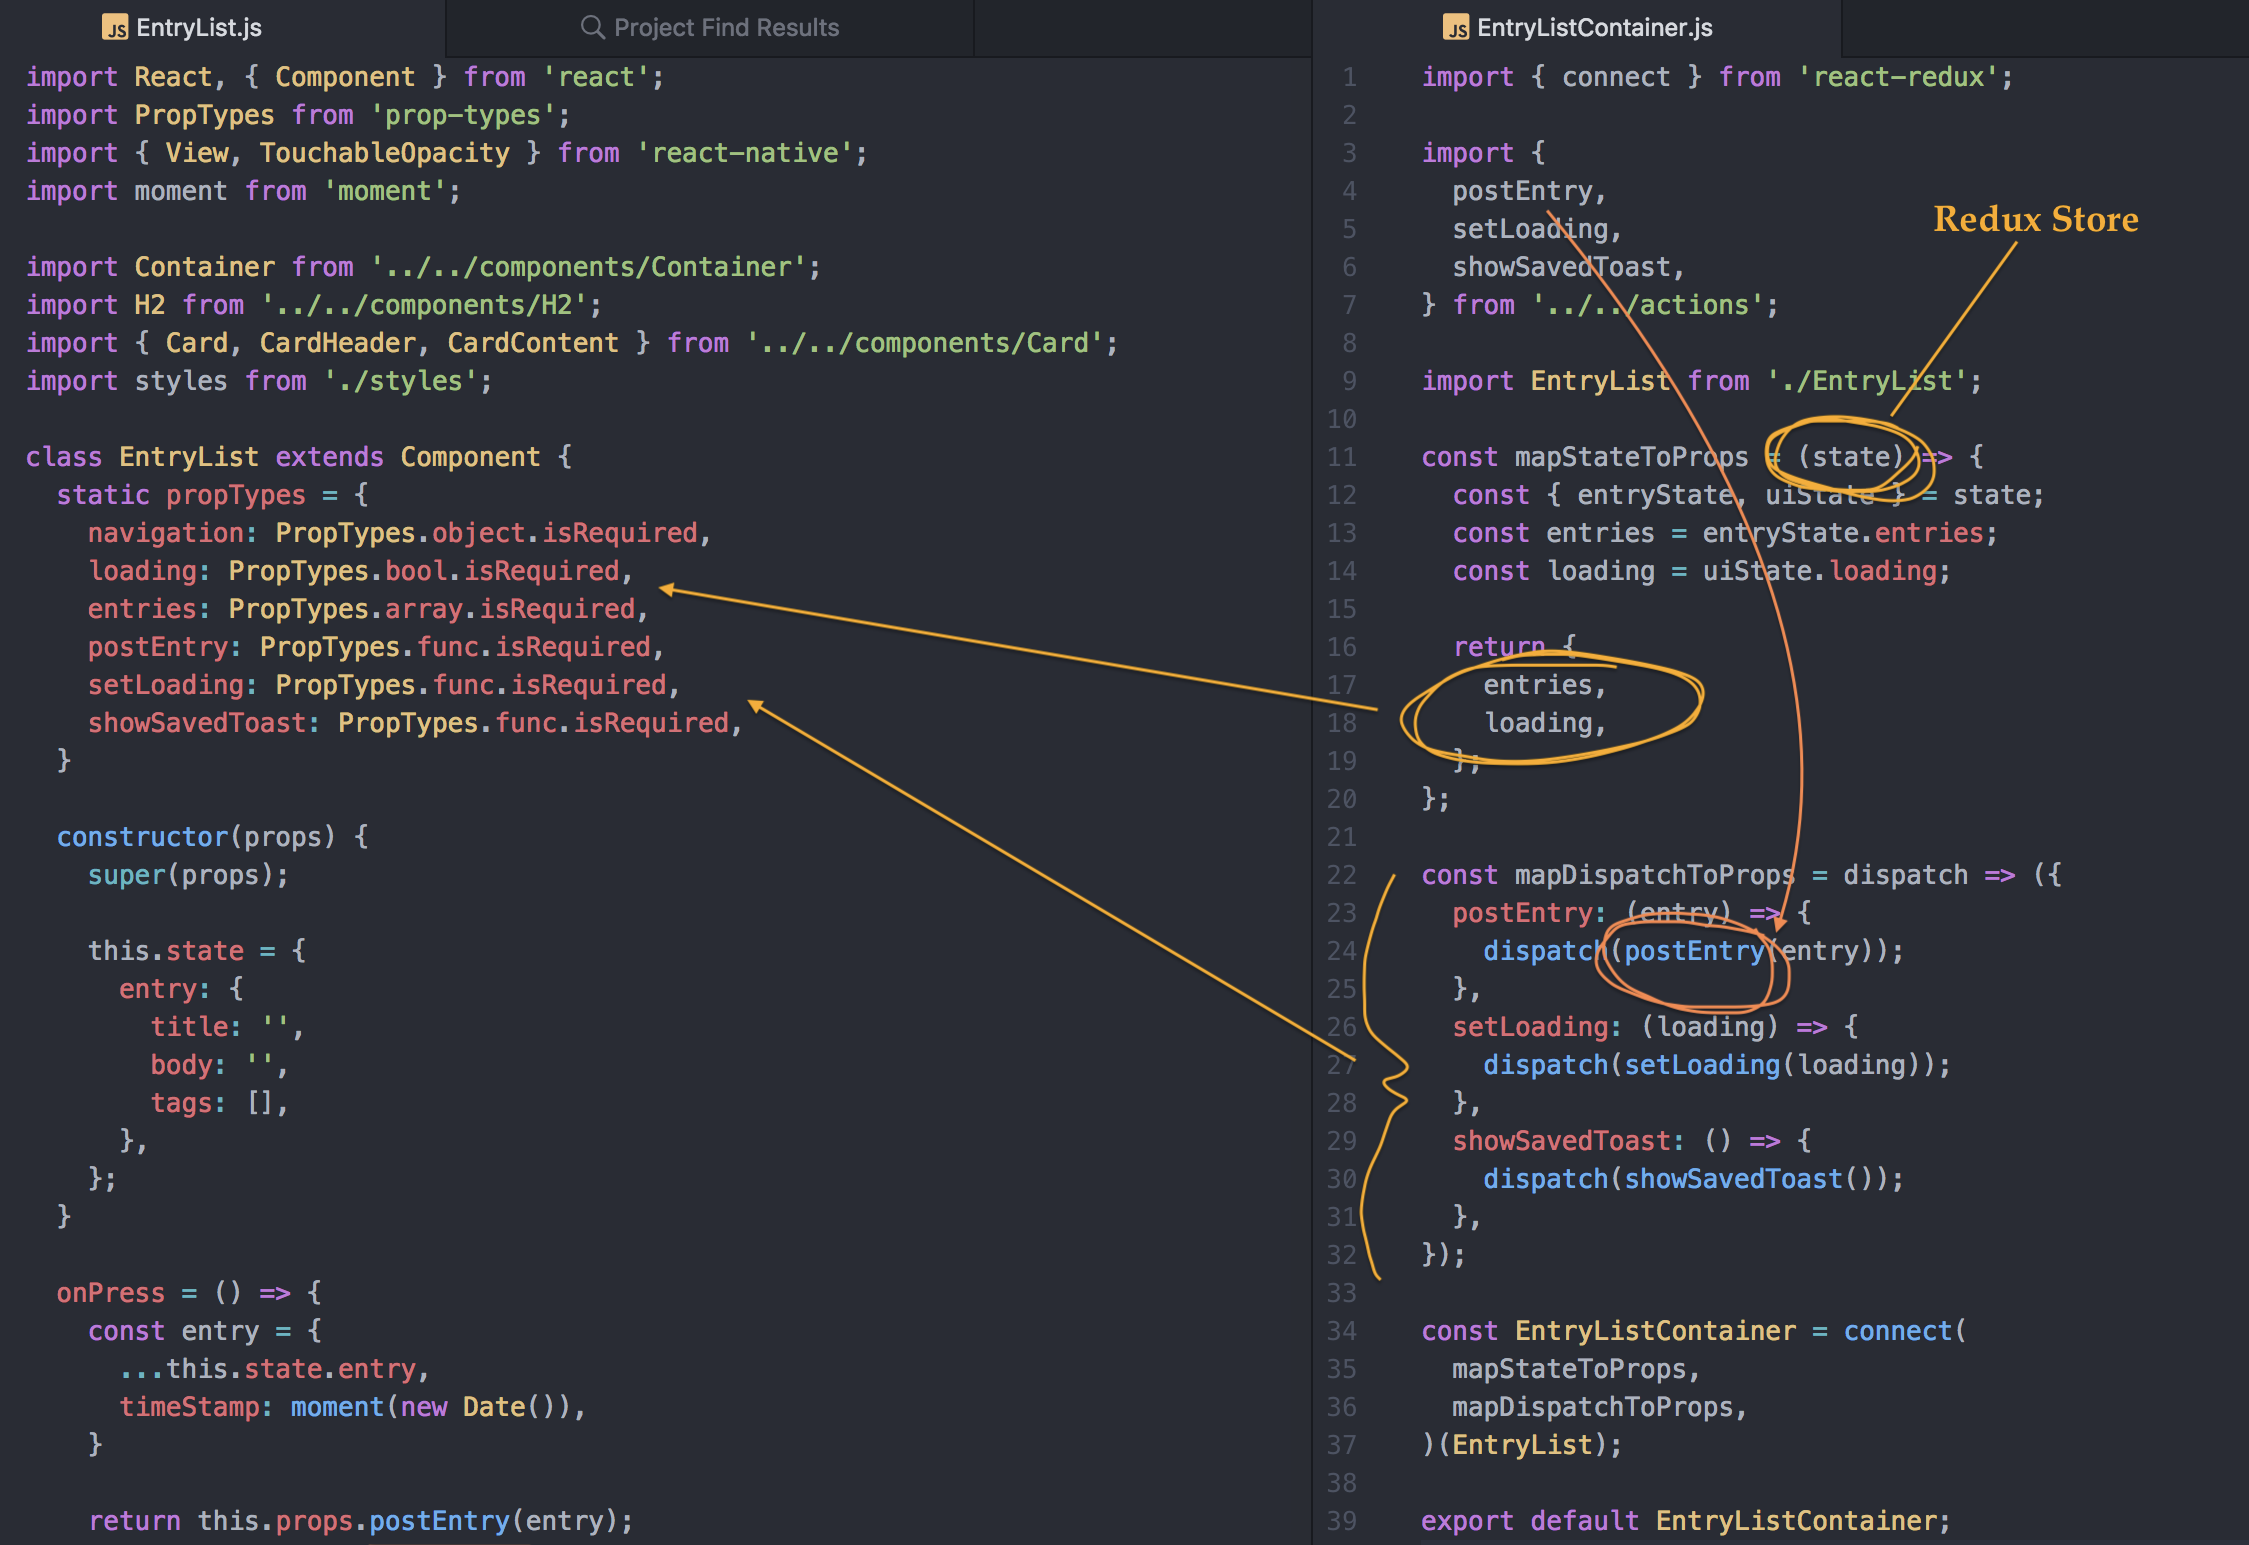 EntryList.js
Project Find Results
import React, { Component } from 'react';
import PropTypes from 'prop-types';
import { View, TouchableOpacity } from 'react-native';
import moment from 'moment';
import Container from '../../components/Container';
import H2 from '../../components/H2';
import { Card, CardHeader, CardContent } from '../../components/Card';
import styles from './styles';
class EntryList extends Component {
static propTypes = {
navigation: PropTypes.object.isRequired,
loading: PropTypes.bool.isRequired,
entries: PropTypes.array.isRequired,
postEntry: PropTypes.func.isRequired,
setLoading: PropTypes.func.isRequired,
showSavedToast: PropTypes.func.isRequired,
}
constructor(props) {
super(props);
this.state = {
entry: {
title: '',
body: '',
tags: [],
},
};
}
onPress = () => {
const entry = {
...this.state.entry,
timeStamp: moment(new Date()),
}
return this.props.postEntry(entry);
EntryListContainer.js
1 import { connect } from 'react-redux';
2
3 import {
4 postEntry,
5 setLoading,
6 showSavedToast,
7 } from '../../actions';
8
9 import EntryList from './EntryList';
10
11 const mapStateToProps = (state) => {
12 const { entryState, uiState } = state;
13 const entries = entryState.entries;
14 const loading = uiState.loading;
15
16 return {
17 entries,
18 loading,
19 };
20 };
21
22 const mapDispatchToProps = dispatch => ({
23 postEntry: (entry) => {
24 dispatch(postEntry(entry));
25 },
26 setLoading: (loading) => {
27 dispatch(setLoading(loading));
28 },
29 showSavedToast: () => {
30 dispatch(showSavedToast());
31 },
32 });
33
34 const EntryListContainer = connect(
35 mapStateToProps,
36 mapDispatchToProps,
37 )(EntryList);
38
39 export default EntryListContainer;
Redux Store